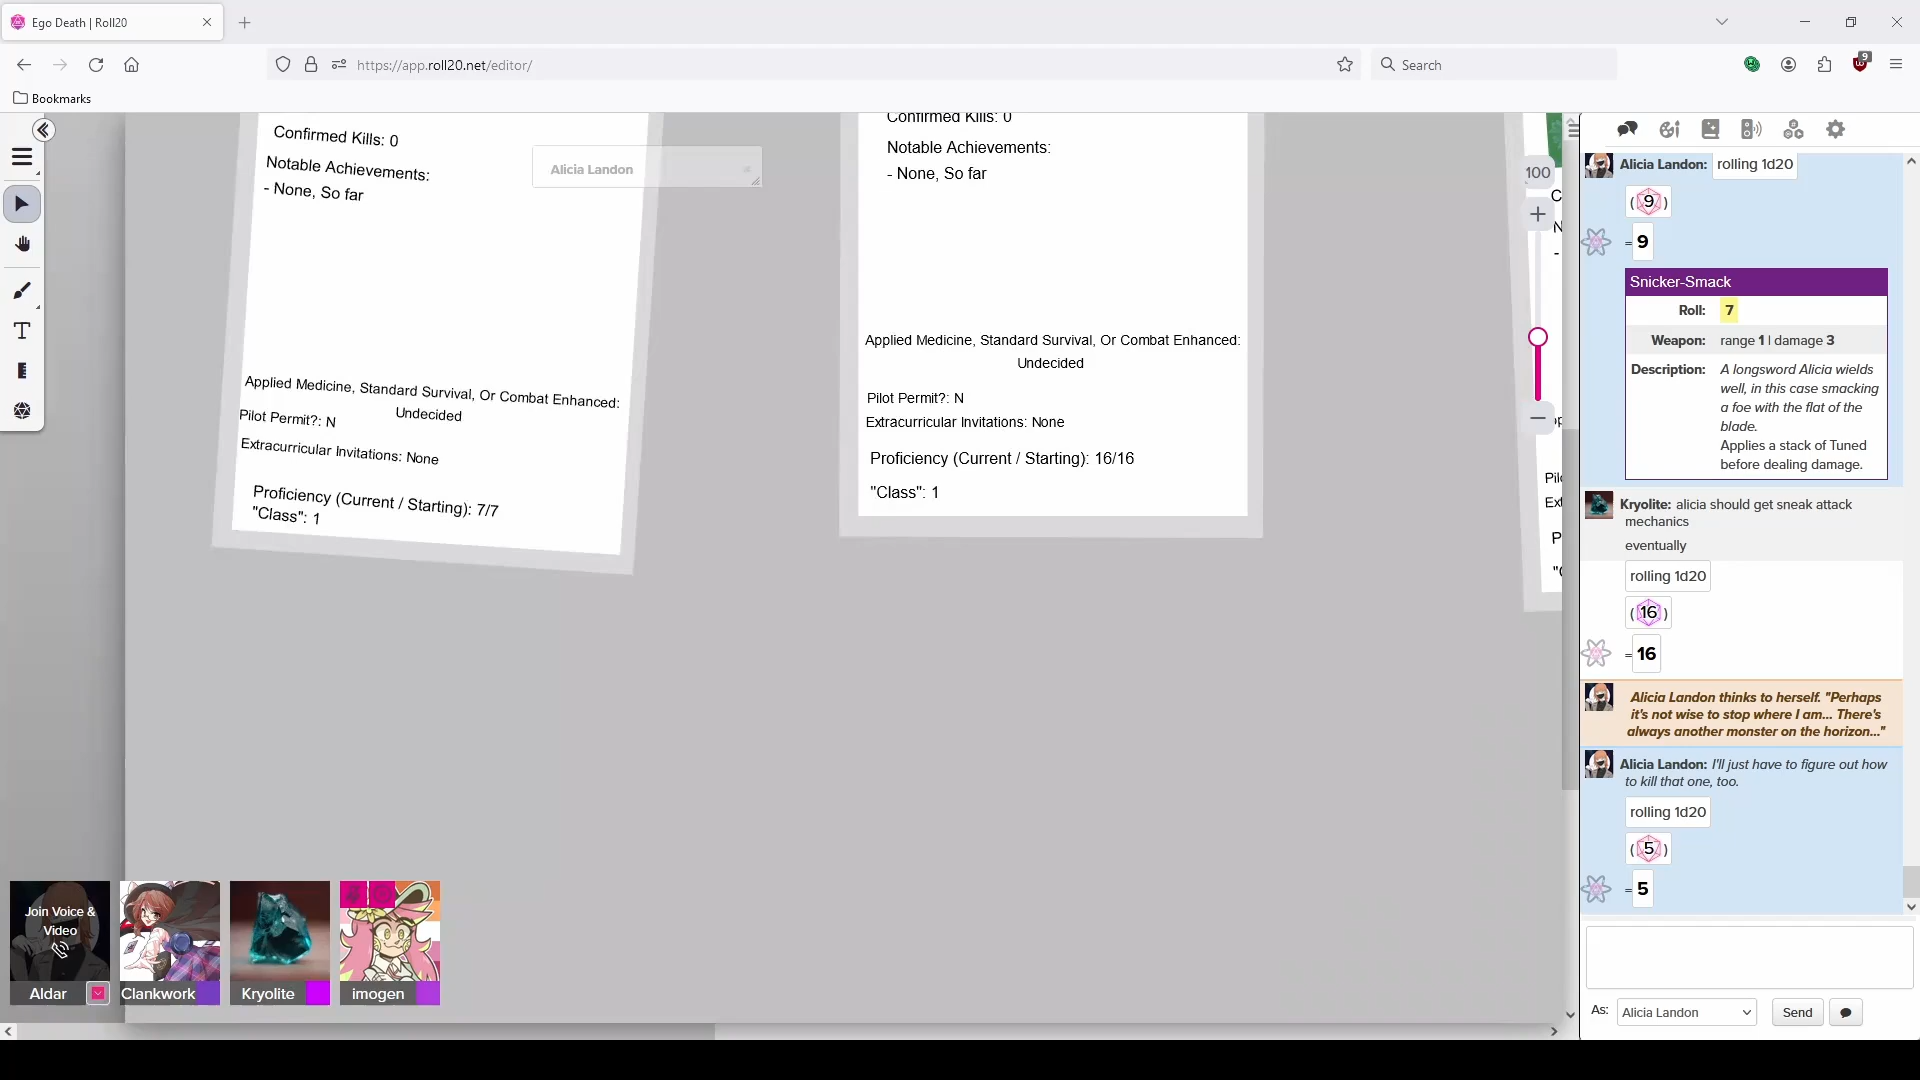 Ego Death | Roll20
https://app.roll20.net/editor/
Search
9
Bookmarks
Confirmed Kills: 0
Notable Achievements:
- None, So far
Applied Medicine, Standard Survival, Or Combat Enhanced:
Undecided
Pilot Permit?: N
Extracurricular Invitations: None
Proficiency (Current / Starting): 7/7
"Class": 1
Alicia Landon
Confirmed Kills: 0
Notable Achievements:
- None, So far
Applied Medicine, Standard Survival, Or Combat Enhanced:
Undecided
Pilot Permit?: N
Extracurricular Invitations: None
Proficiency (Current / Starting): 16/16
"Class": 1
100
Join Voice &
Video
Aldar
Clankwork
Kryolite
imogen
Alicia Landon: rolling 1d20
(9)
=9
Snicker-Smack
Roll: 7
Weapon: range 1 | damage 3
Description: A longsword Alicia wields
well, in this case smacking
a foe with the flat of the
blade.
Applies a stack of Tuned
before dealing damage.
Kryolite: alicia should get sneak attack
mechanics
eventually
rolling 1d20
(16)
=16
Alicia Landon thinks to herself. "Perhaps
it's not wise to stop where I am... There's
always another monster on the horizon..."
Alicia Landon: I'll just have to figure out how
to kill that one, too.
rolling 1d20
(5)
=5
As: Alicia Landon
Send